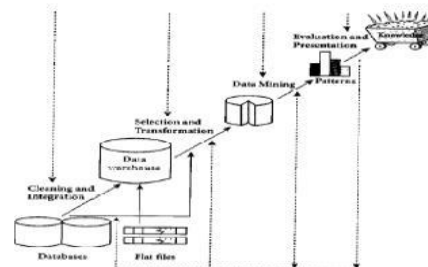 Evaluation and
Presentation
Knowledge
Data Mining
Patterns
Selection and
Transformation
Data
warehouse
Cleaning and
Integration
Databases
Flat files